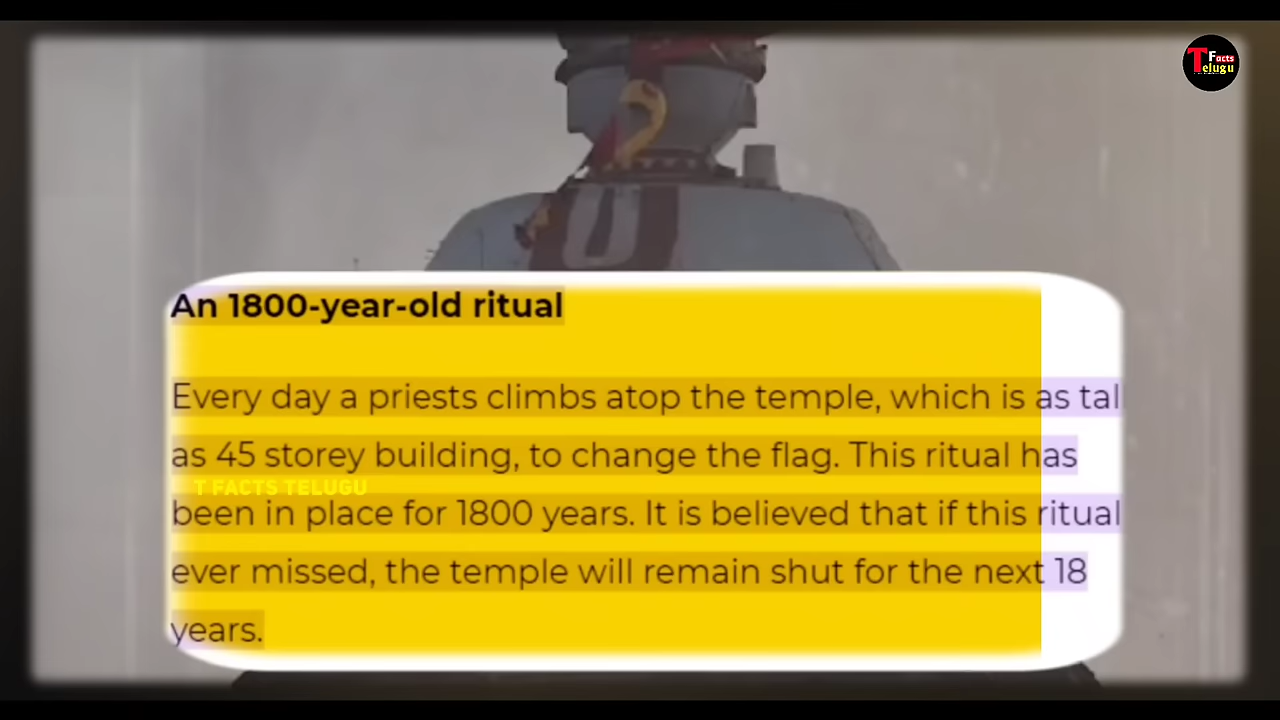 T Facts
Telugu
An 1800-year-old ritual
Every day a priests climbs atop the temple, which is as tal
as 45 storey building, to change the flag. This ritual has
T FACTS TELUGU
been in place for 1800 years. It is believed that if this ritual
ever missed, the temple will remain shut for the next 18
years.